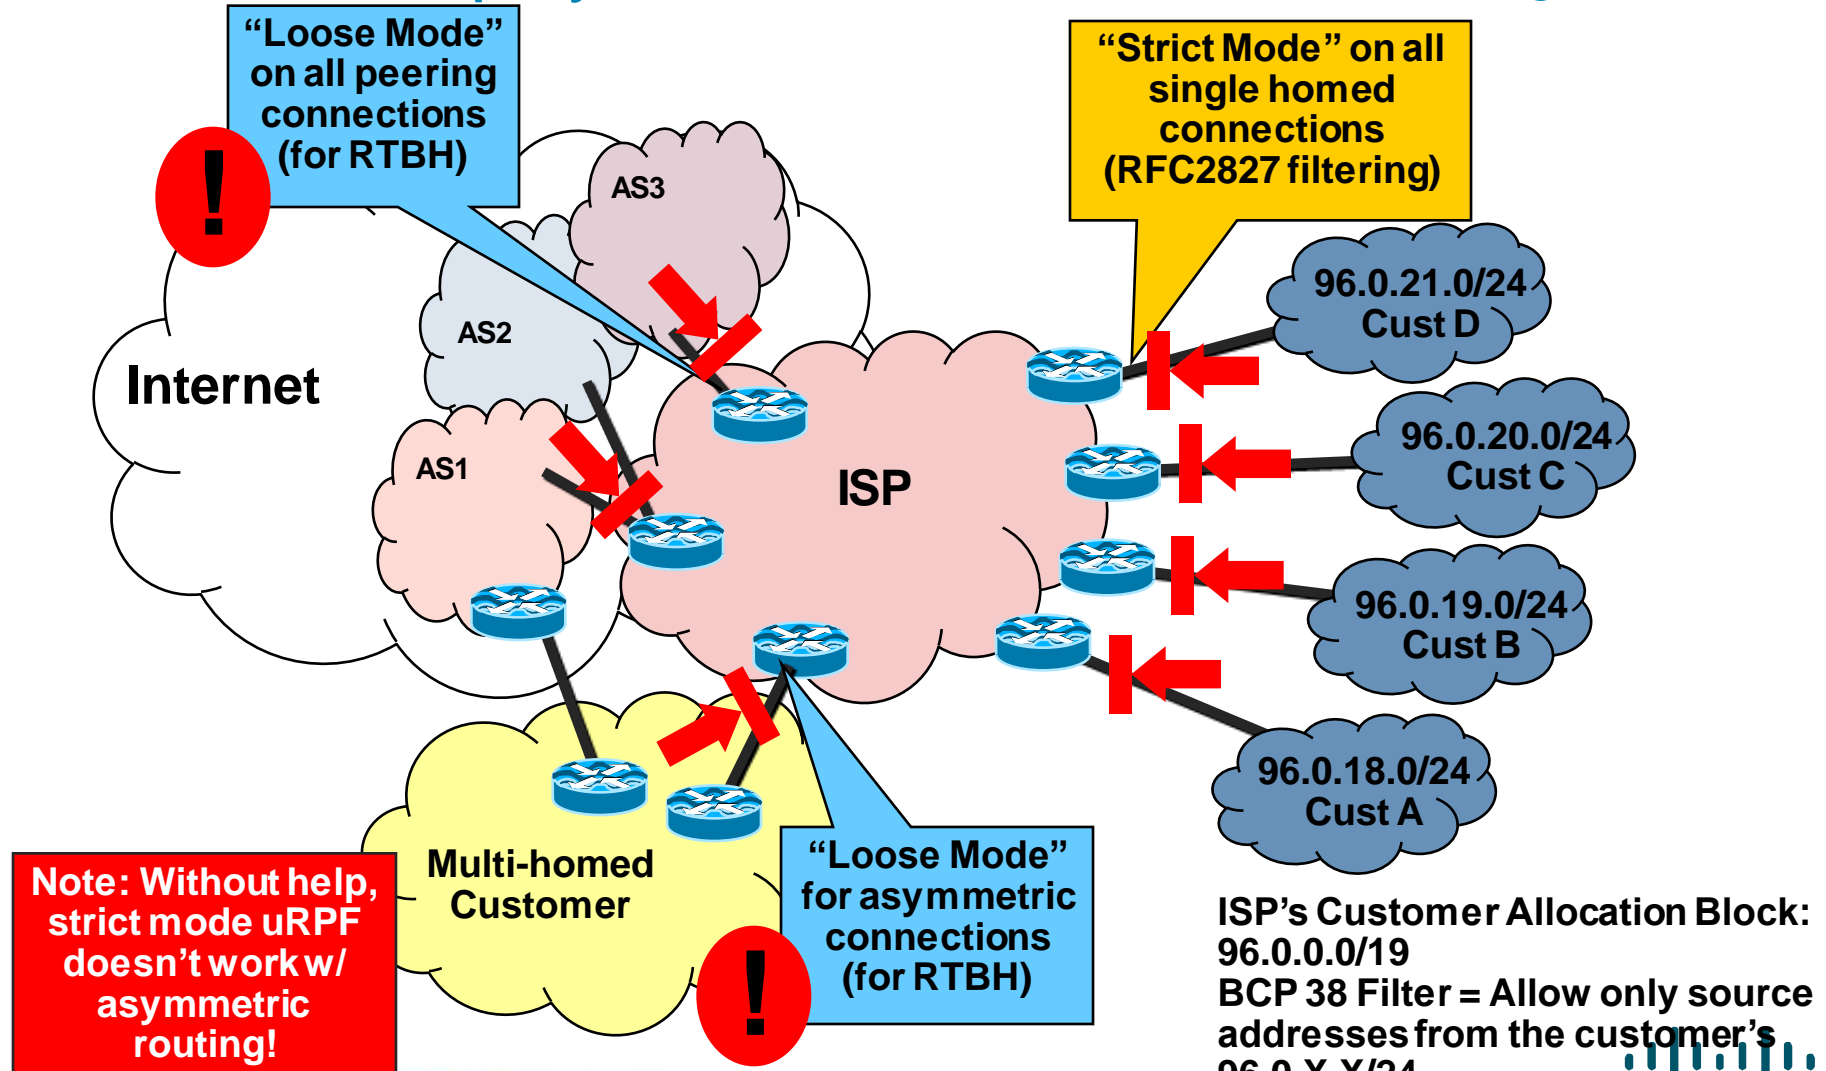 “Loose Mode”
on all peering
connections
(for RTBH)
!
“Strict Mode” on all
single homed
connections
(RFC2827 filtering)
AS3
AS2
AS1
Internet
ISP
96.0.21.0/24
Cust D
96.0.20.0/24
Cust C
96.0.19.0/24
Cust B
96.0.18.0/24
Cust A
Multi-homed
Customer
“Loose Mode”
for asymmetric
connections
(for RTBH)
!
Note: Without help,
strict mode uRPF
doesn’t work w/
asymmetric
routing!
ISP’s Customer Allocation Block:
96.0.0.0/19
BCP 38 Filter = Allow only source
addresses from the customer’s
96.0.X.X/24